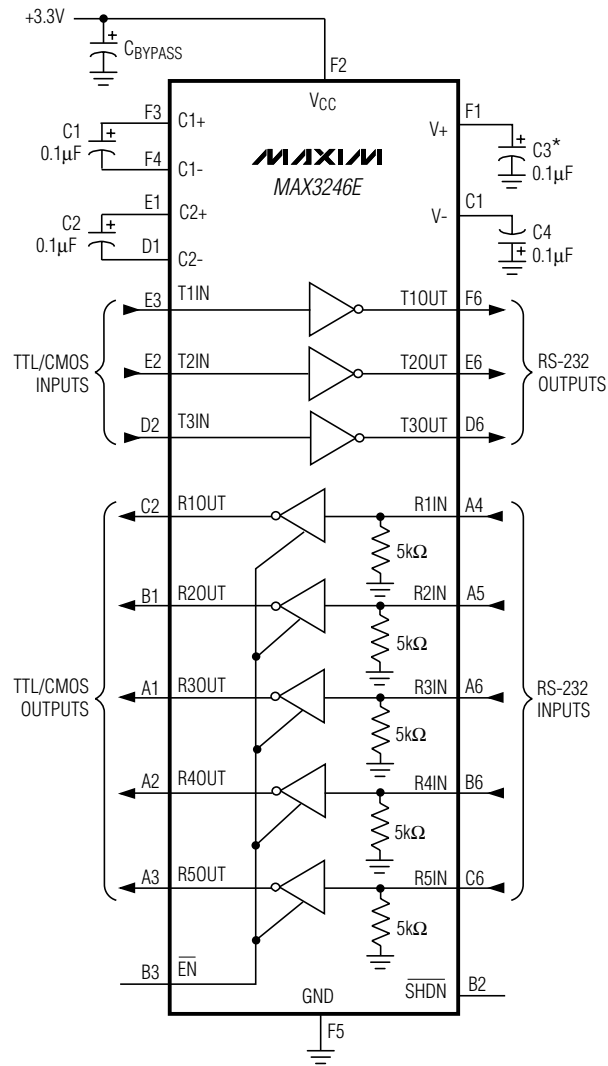 +3.3V
CBYPASS
F2
VCC
F3
C1+
C1
0.1µF
F4
C1-
E1
C2+
C2
0.1µF
D1
C2-
MAXIM
MAX3246E
F1
V+
C3*
0.1µF
C1
V-
C4
0.1µF
TTL/CMOS
INPUTS
E3 T1IN T1OUT F6
E2 T2IN T2OUT E6
D2 T3IN T3OUT D6
RS-232
OUTPUTS
C2 R1OUT R1IN A4
5kΩ
B1 R2OUT R2IN A5
5kΩ
TTL/CMOS
OUTPUTS
A1 R3OUT R3IN A6
5kΩ
RS-232
INPUTS
A2 R4OUT R4IN B6
5kΩ
A3 R5OUT R5IN C6
5kΩ
B3 EN
GND
SHDN B2
F5